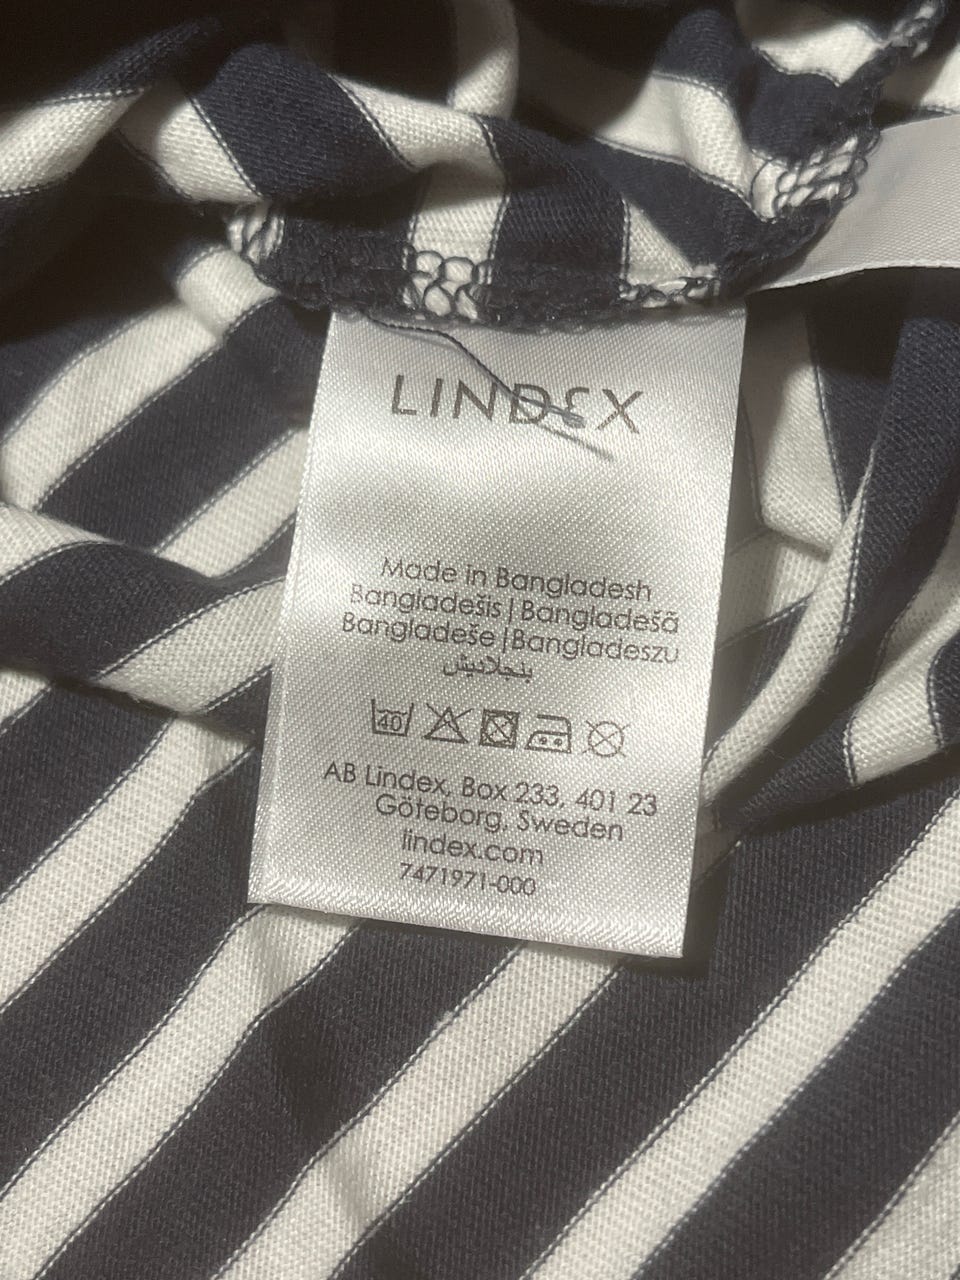 LINDEX
Made in Bangladesh
Bangladešis | Bangladešā
Bangladeše | Bangladeszu
بنجلاديش
40
AB Lindex, Box 233, 401 23
Göteborg, Sweden
lindex.com
7471971-000